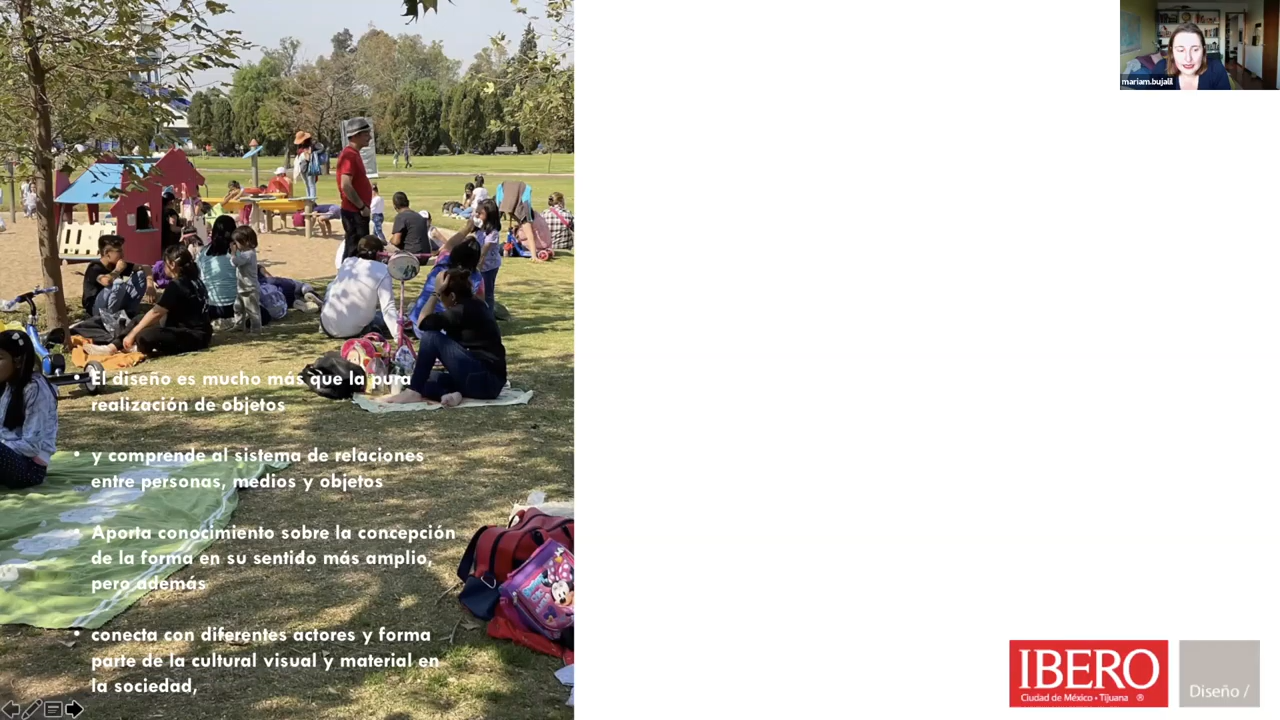 mariam.bujalil
• El diseño es mucho más que la pura
realización de objetos
• y comprende al sistema de relaciones
entre personas, medios y objetos
• Aporta conocimiento sobre la concepción
de la forma en su sentido más amplio,
pero además
• conecta con diferentes actores y forma
parte de la cultural visual y material en
la sociedad,
IBERO
Ciudad de México • Tijuana ®
Diseño /